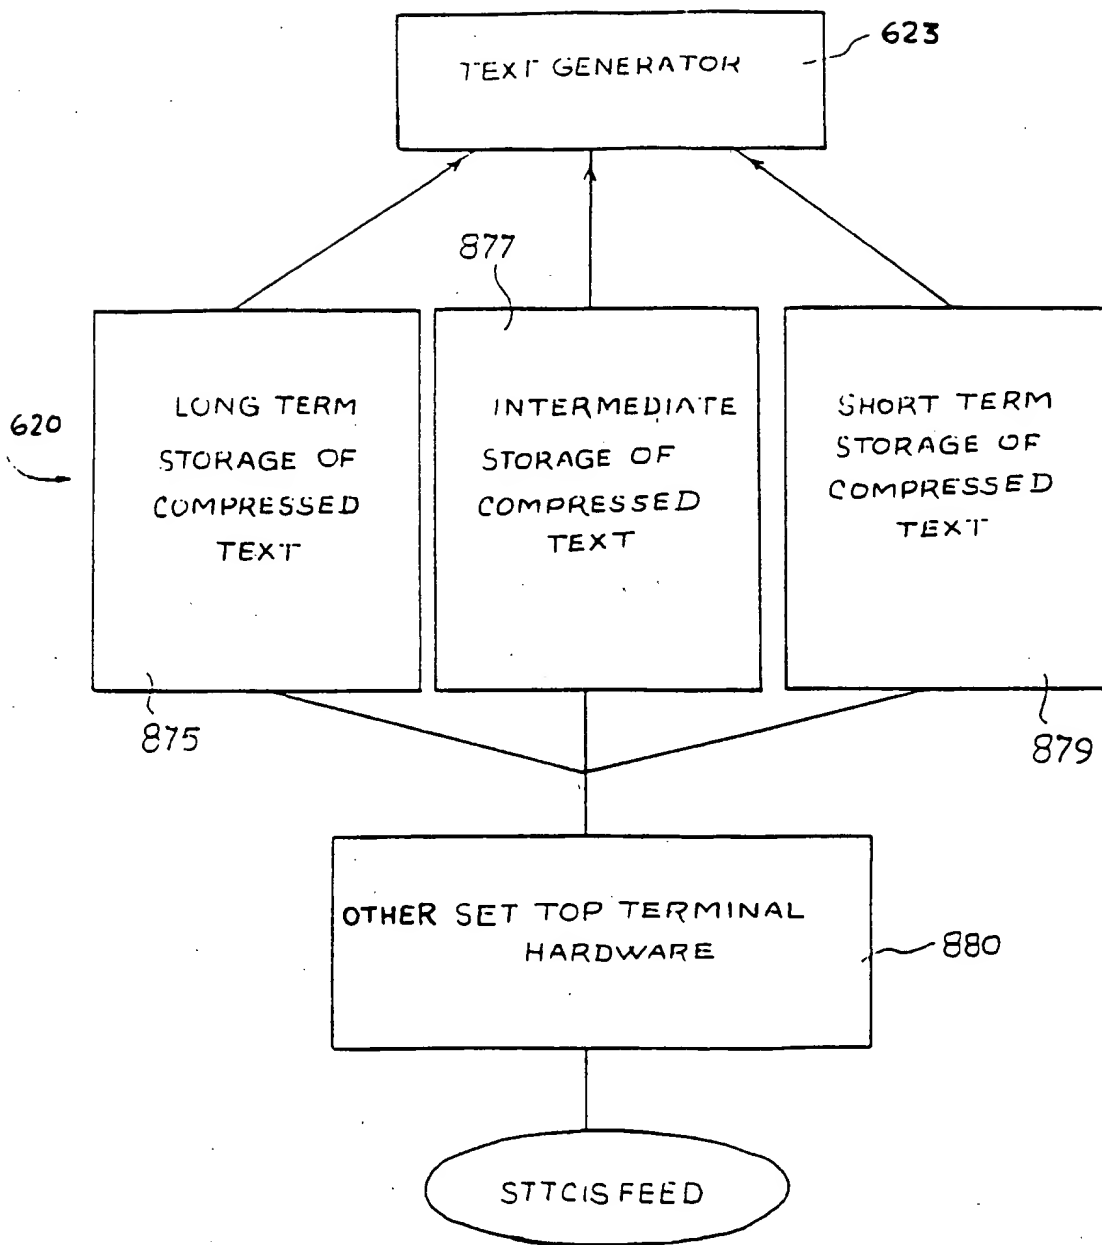 TEXT GENERATOR
623
877
620
LONG TERM
STORAGE OF
COMPRESSED
TEXT
INTERMEDIATE
STORAGE OF
COMPRESSED
TEXT
SHORT TERM
STORAGE OF
COMPRESSED
TEXT
875
879
OTHER SET TOP TERMINAL
HARDWARE
880
STTCIS FEED